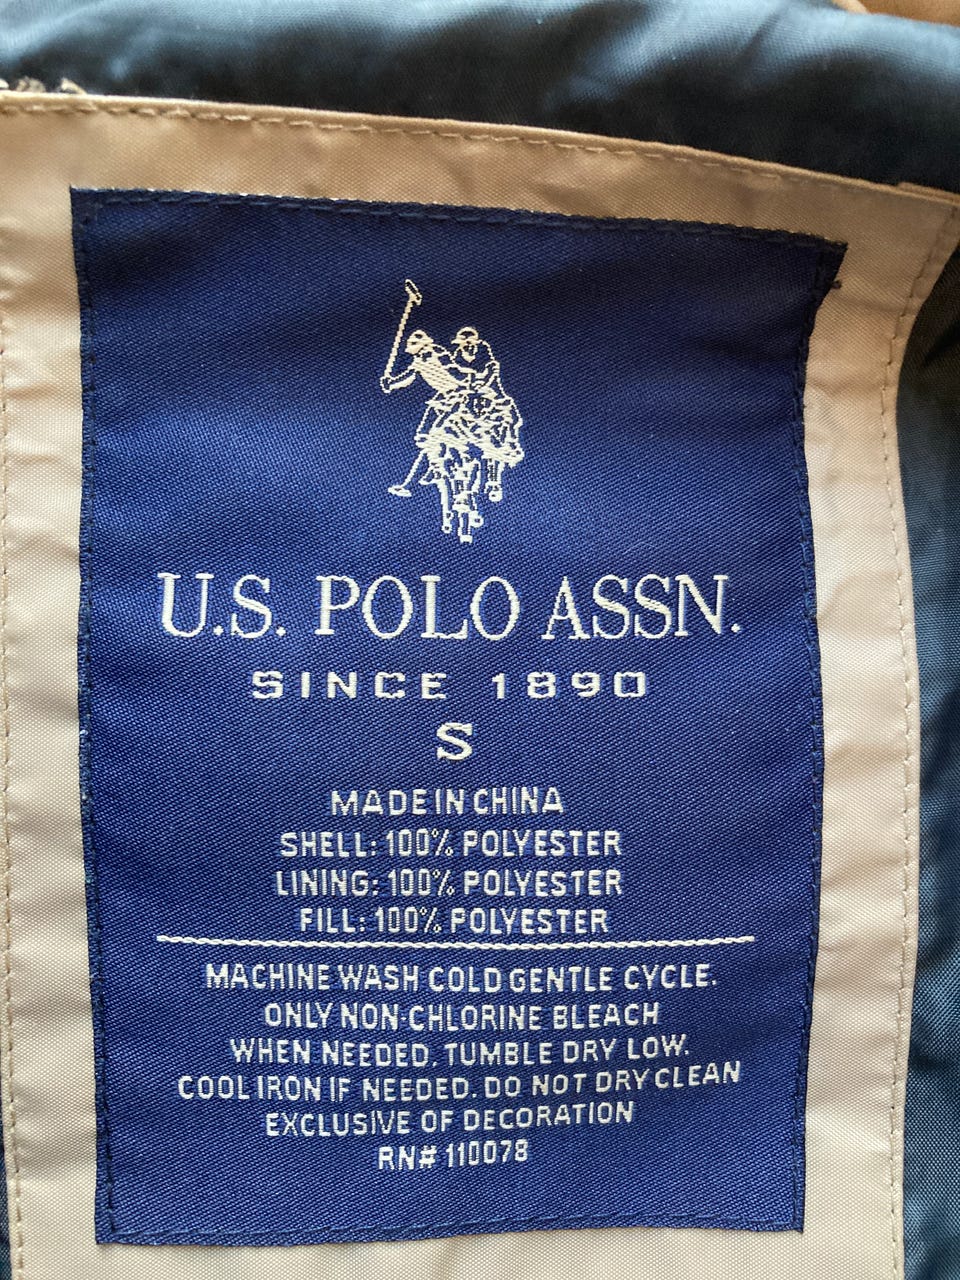 U.S. POLO ASSN.
SINCE 1890
S
MADE IN CHINA
SHELL: 100% POLYESTER
LINING: 100% POLYESTER
FILL: 100% POLYESTER
MACHINE WASH COLD GENTLE CYCLE.
ONLY NON-CHLORINE BLEACH
WHEN NEEDED. TUMBLE DRY LOW.
COOL IRON IF NEEDED. DO NOT DRY CLEAN
EXCLUSIVE OF DECORATION
RN# 110078